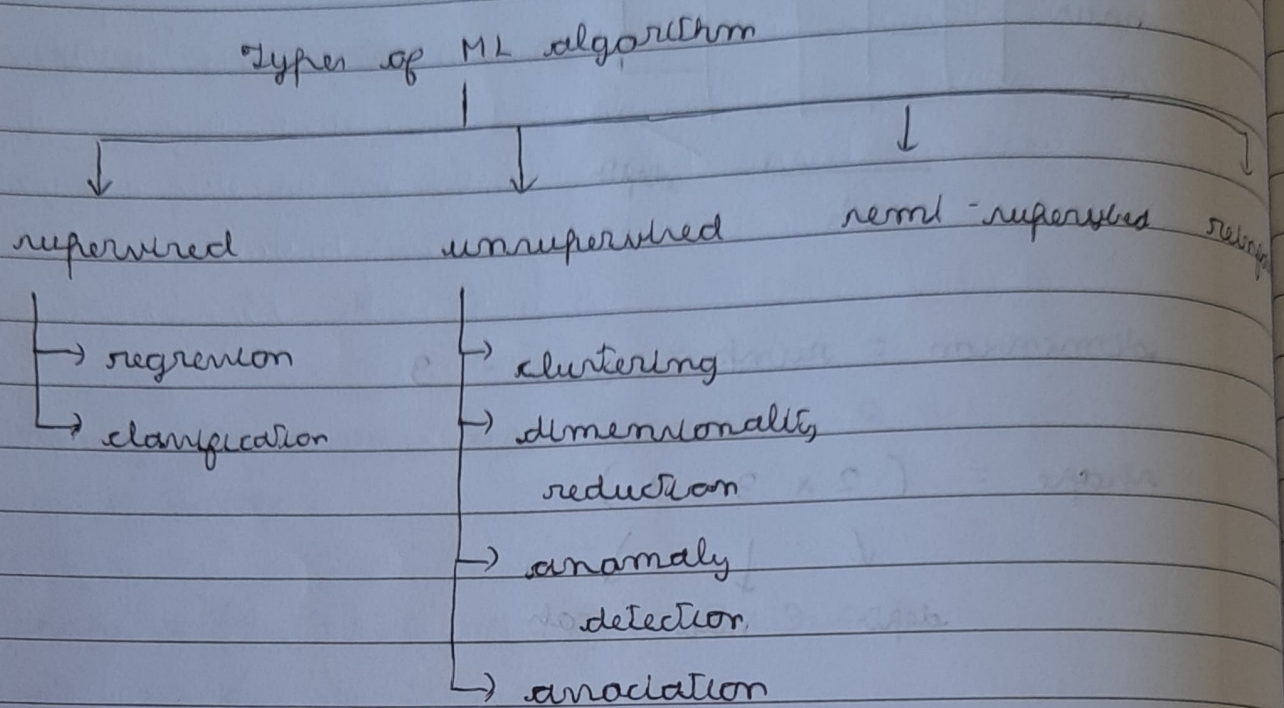 Types of ML algorithm
supervised unsupervised semi-supervised
regression clustering
classification dimensionality
reduction
anamaly
detection
association